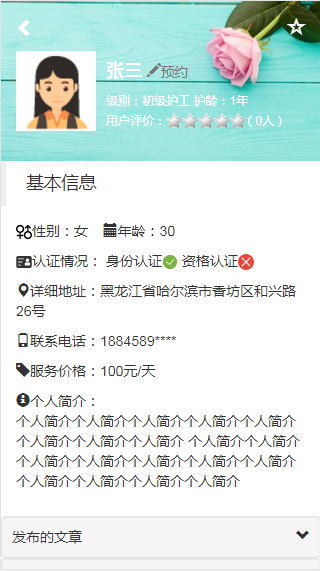 张三 预约
级别：初级护工 护龄：1年
用户评价： ( 0人 )
基本信息
性别：女 年龄：30
认证情况： 身份认证 资格认证
详细地址：黑龙江省哈尔滨市香坊区和兴路
26号
联系电话：1884589****
服务价格：100元/天
个人简介：
个人简介个人简介个人简介个人简介个人简介
个人简介个人简介个人简介 个人简介个人简介
个人简介个人简介个人简介个人简介个人简介
个人简介个人简介个人简介个人简介
发布的文章